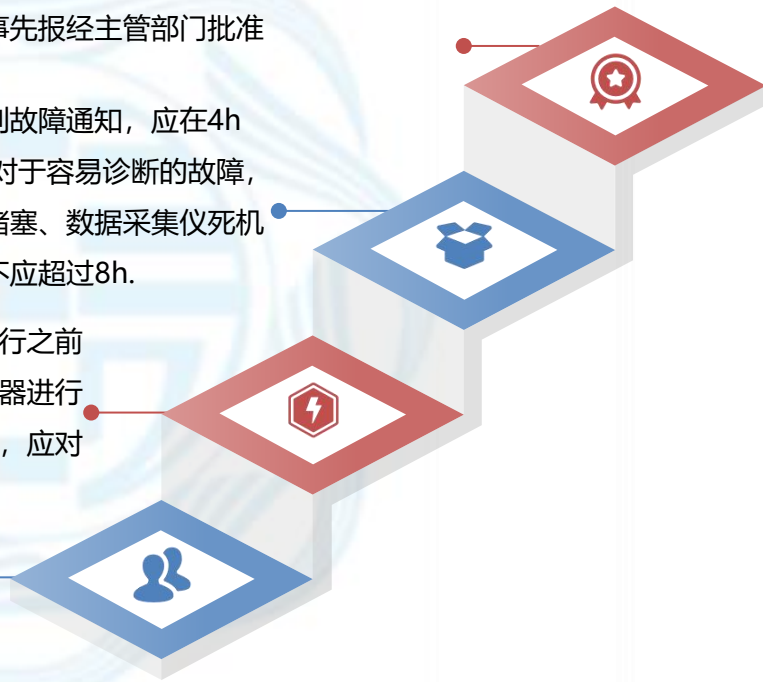 事先报经主管部门批准
到故障通知，应在4h
对于容易诊断的故障，
堵塞、数据采集仪死机
不应超过8h.
行之前
器进行
，应对